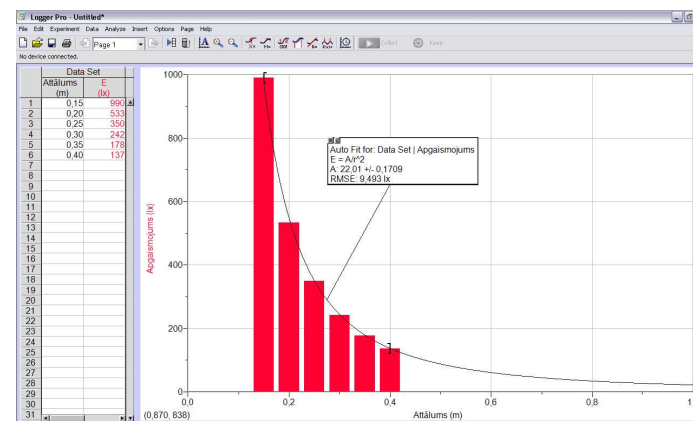 Logger Pro - Untitled*
File Edit Experiment Data Analyze Insert Options Page Help
Page 1
Collect
Keep
No device connected.
Data Set
Attālums E
(m) (lx)
1 0,15 990
2 0,20 533
3 0,25 350
4 0,30 242
5 0,35 178
6 0,40 137
7
8
9
10
11
12
13
14
15
16
17
18
19
20
21
22
23
24
25
26
27
28
29
30
31
Apgaismojums (lx)
1000
800
600
400
200
0
Auto Fit for: Data Set | Apgaismojums
E = A/r^2
A: 22,01 +/- 0,1709
RMSE: 9,493 lx
0,0 0,2 0,4 0,6 0,8 1
(0,870, 838)
Attālums (m)